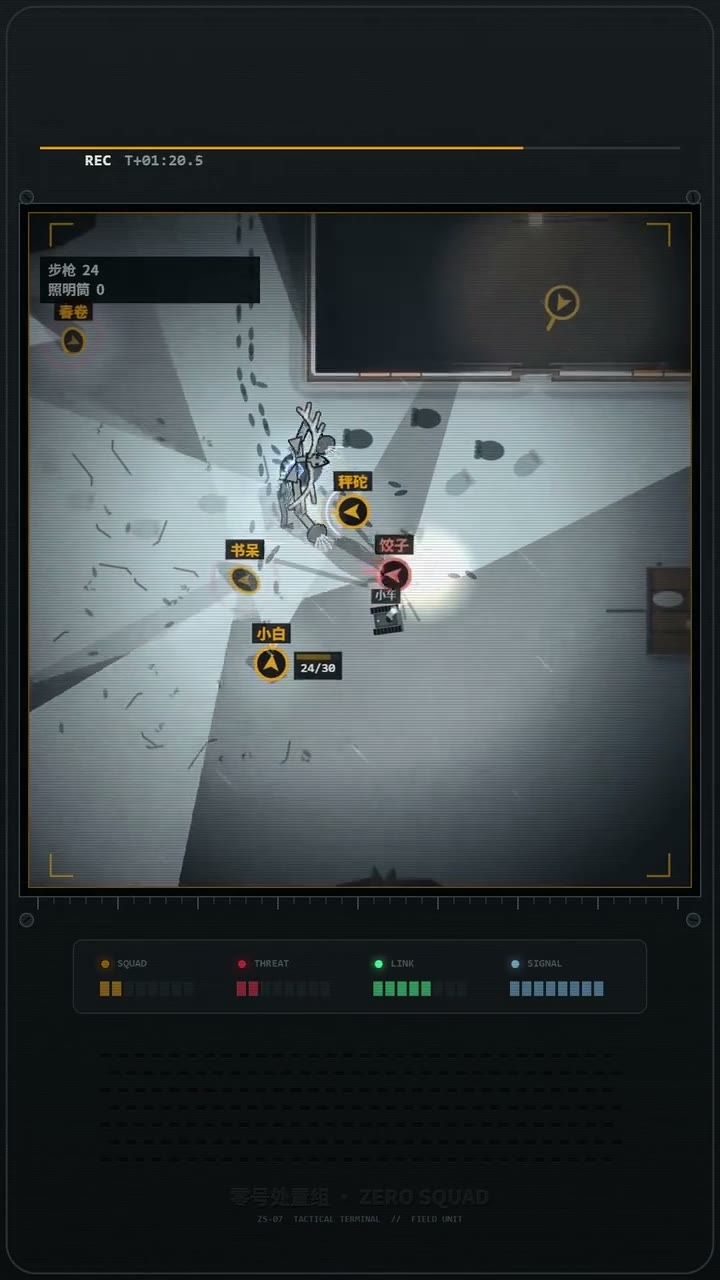 REC T+01:20.5
步枪 24
照明筒 0
春卷
秤砣
饺子
书呆
小车
小白
24/30
SQUAD THREAT LINK SIGNAL
零号处置组 · ZERO SQUAD
ZS-07 TACTICAL TERMINAL // FIELD UNIT